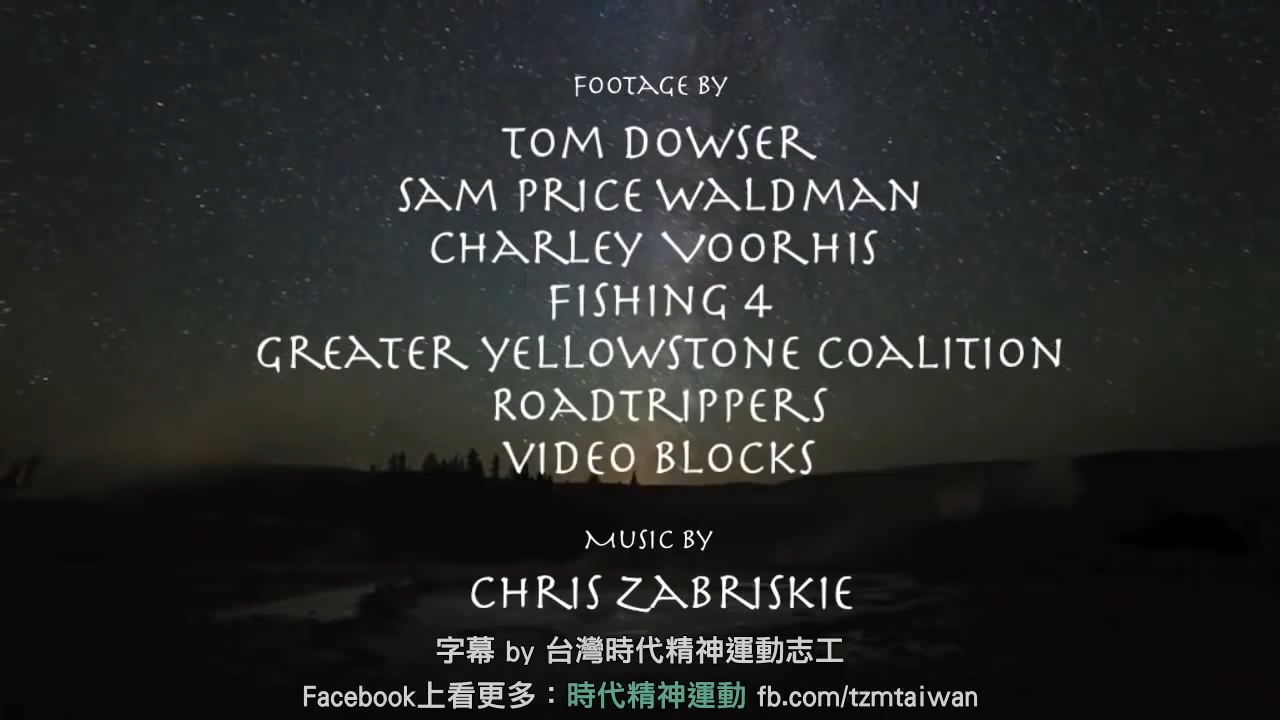 FOOTAGE BY
TOM DOWSER
SAM PRICE WALDMAN
CHARLEY VOORHIS
FISHING 4
GREATER YELLOWSTONE COALITION
ROADTRIPPERS
VIDEO BLOCKS
MUSIC BY
CHRIS ZABRISKIE
字幕 by 台灣時代精神運動志工
Facebook上看更多：時代精神運動 fb.com/tzmtaiwan